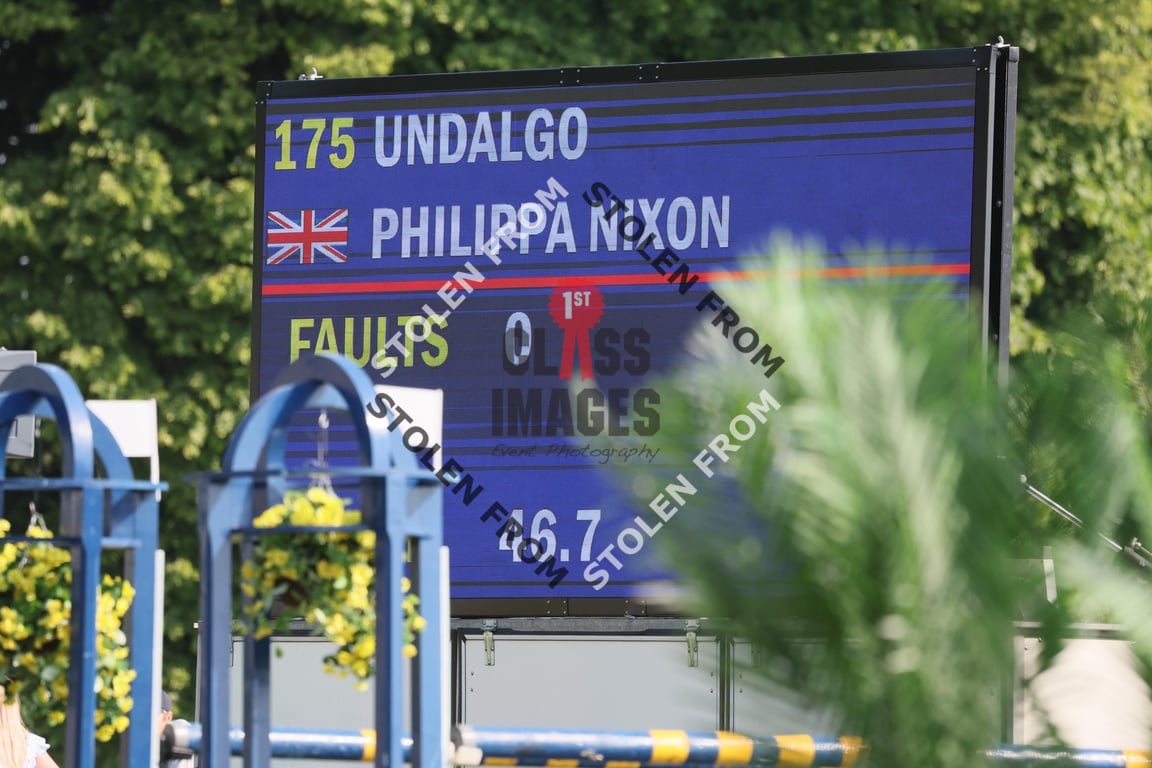 175 UNDALGO
PHILIPPA NIXON
FAULTS 0
46.7
STOLEN FROM
STOLEN FROM
STOLEN FROM
STOLEN FROM
1ST
CLASS
IMAGES
Event Photography